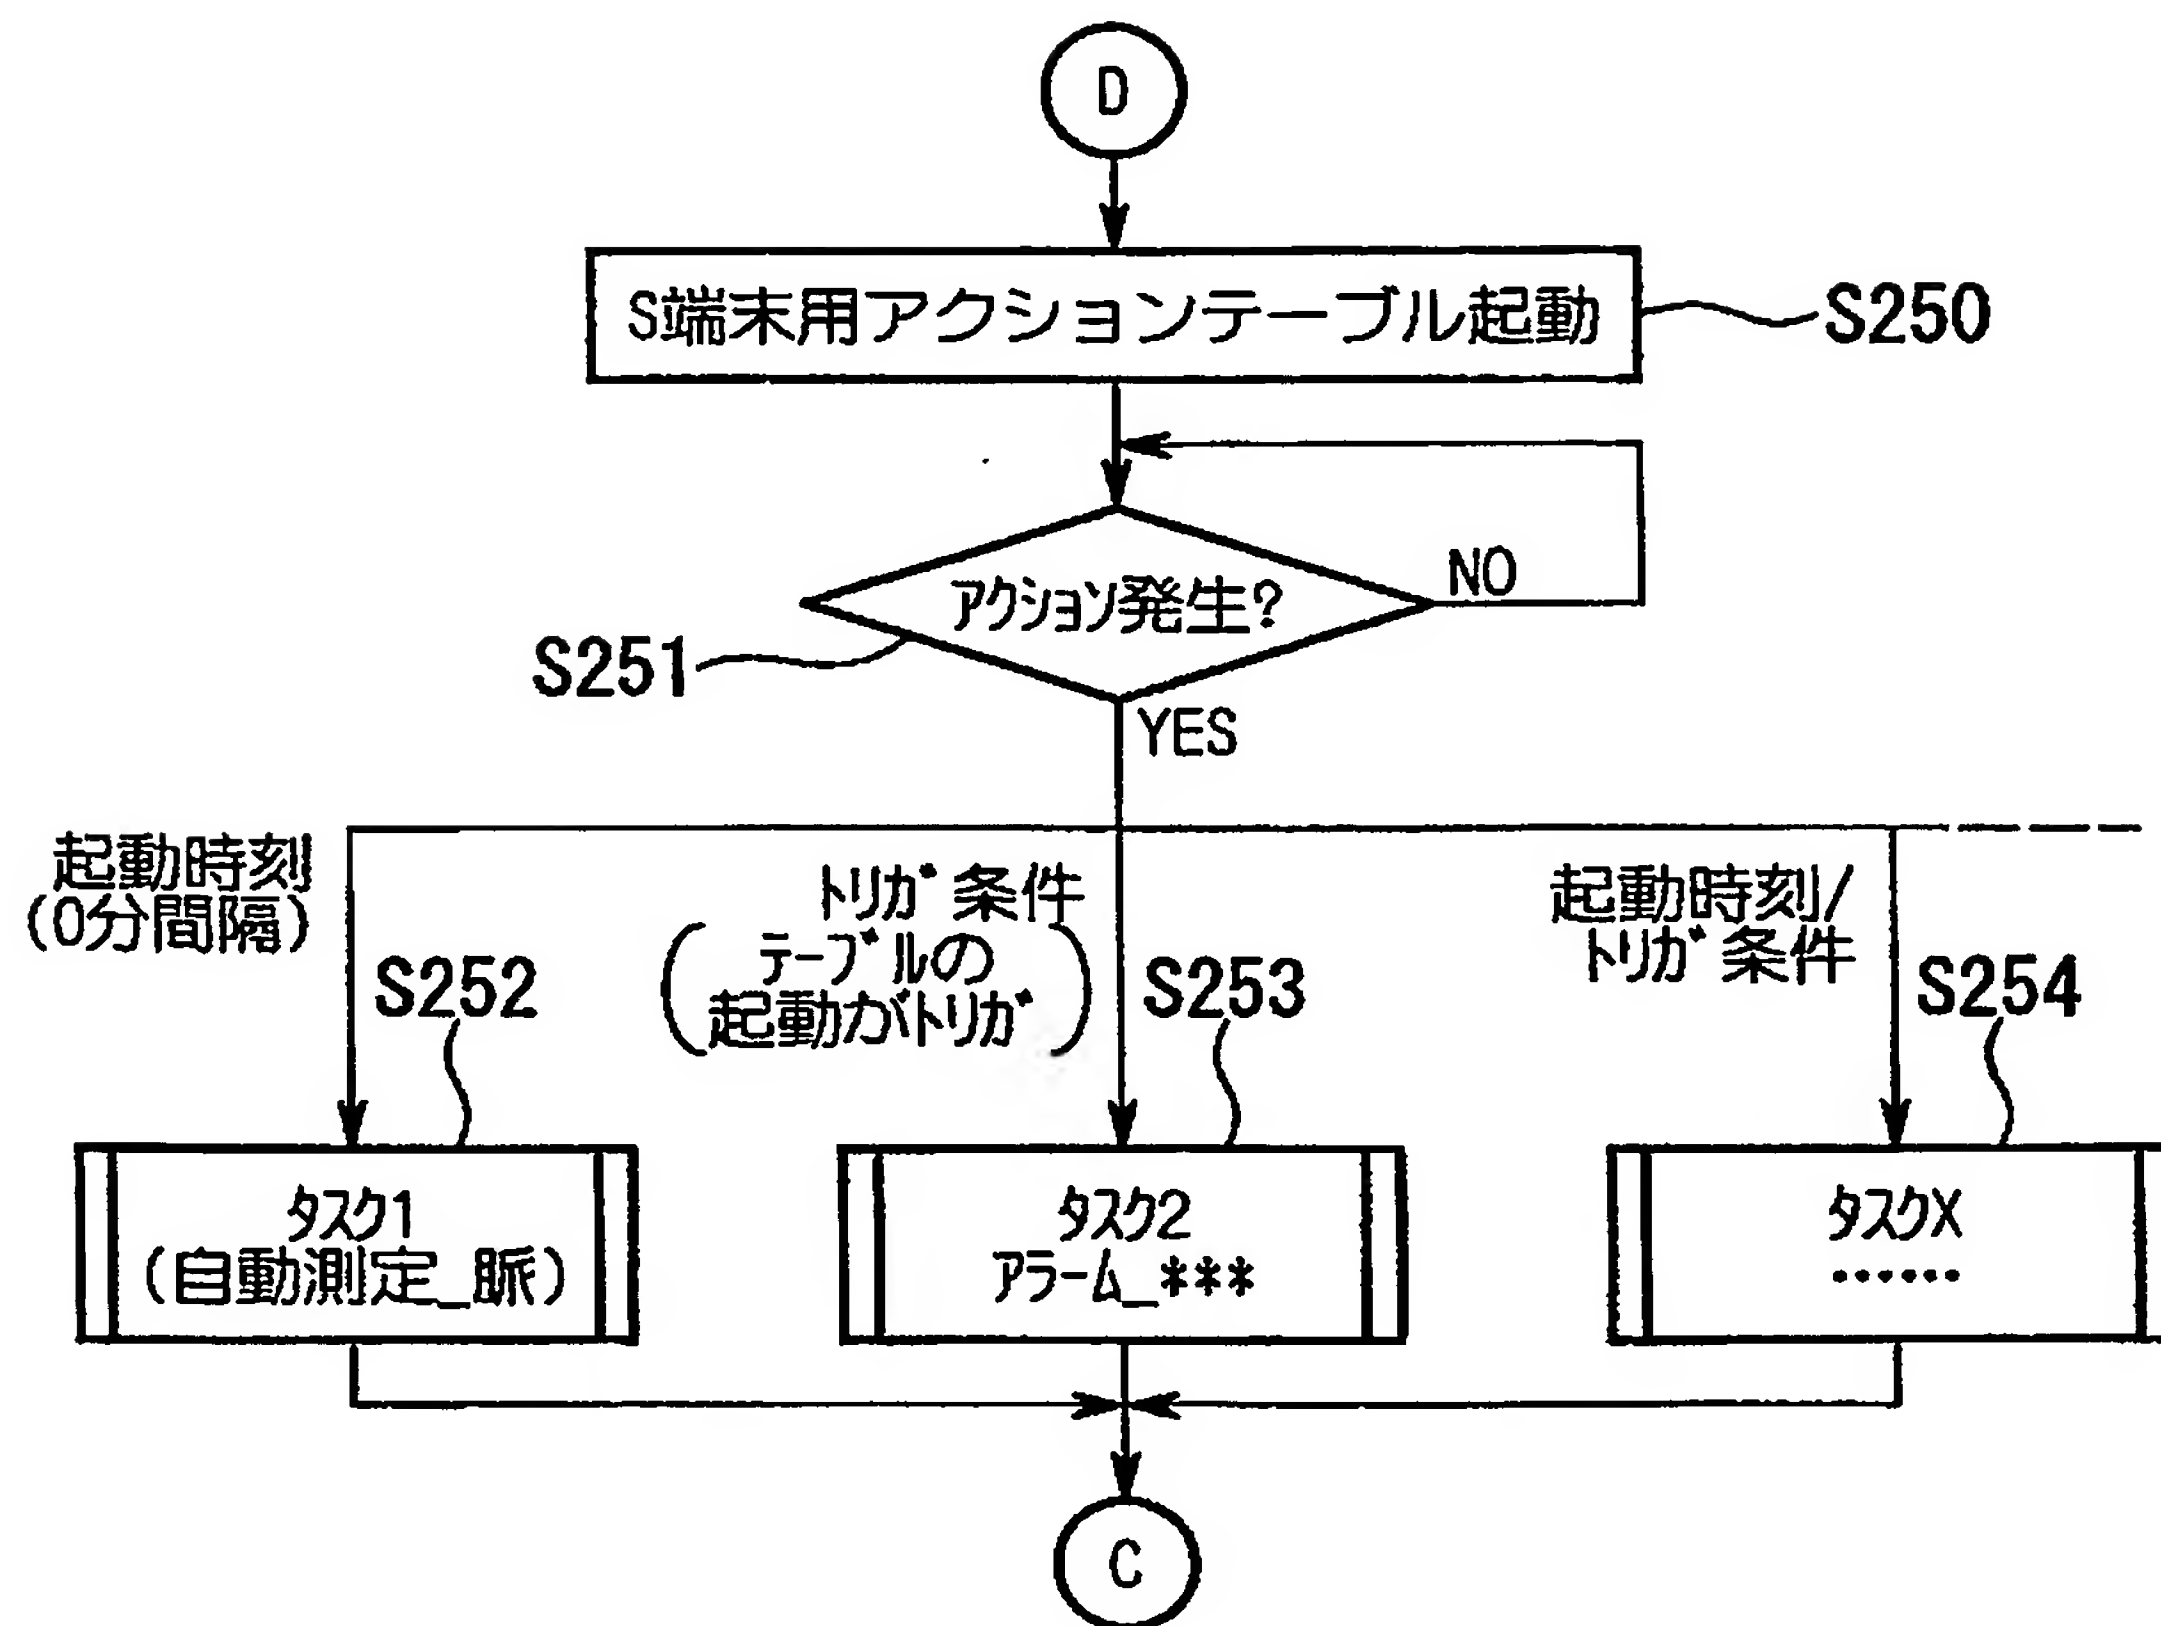 D
S端末用アクションテーブル起動
S250
アクション発生?
NO
S251
YES
起動時刻
(0分間隔)
S252
トリガ条件
(テーブルの
起動がトリガ)
S253
起動時刻/
トリガ条件
S254
タスク1
(自動測定_脈)
タスク2
アラーム_***
タスクX
……
C